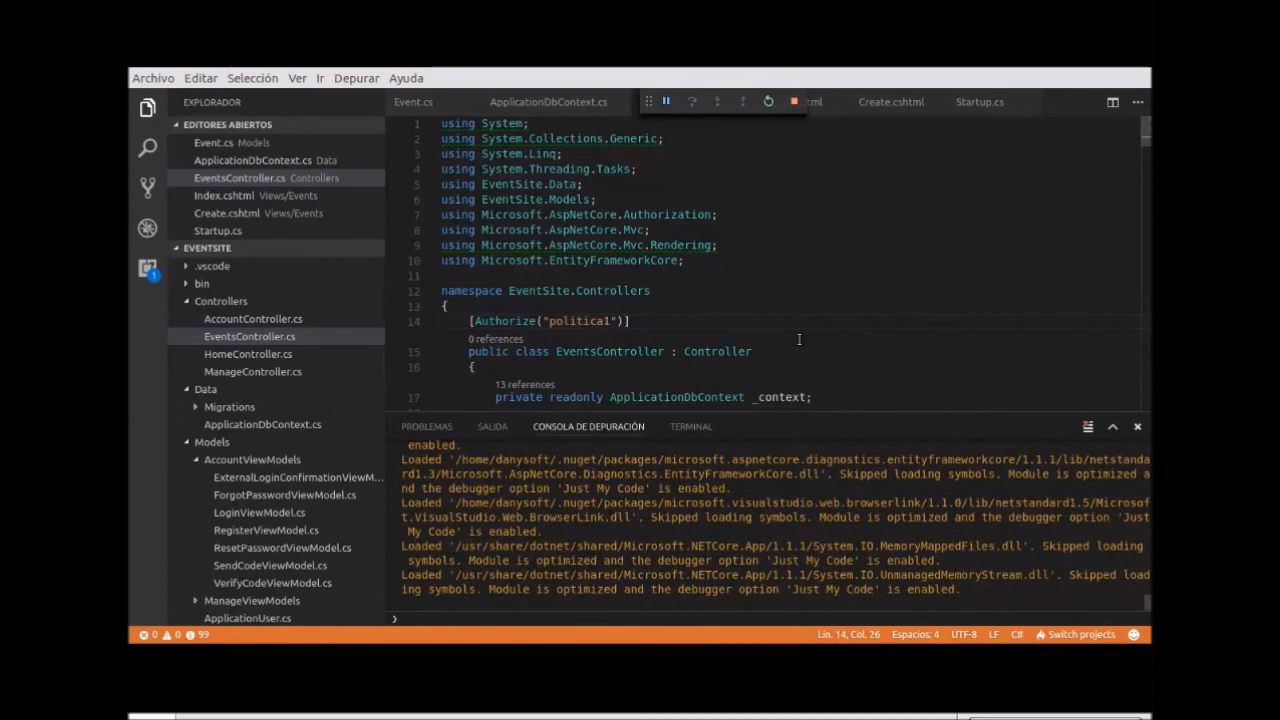 Archivo Editar Selección Ver Ir Depurar Ayuda
EXPLORADOR
EDITORES ABIERTOS
Event.cs Models
ApplicationDbContext.cs Data
EventsController.cs Controllers
Index.cshtml Views/Events
Create.cshtml Views/Events
Startup.cs
EVENTSITE
.vscode
bin
Controllers
AccountController.cs
EventsController.cs
HomeController.cs
ManageController.cs
Data
Migrations
ApplicationDbContext.cs
Models
AccountViewModels
ExternalLoginConfirmationViewM...
ForgotPasswordViewModel.cs
LoginViewModel.cs
RegisterViewModel.cs
ResetPasswordViewModel.cs
SendCodeViewModel.cs
VerifyCodeViewModel.cs
ManageViewModels
ApplicationUser.cs
1
Event.cs ApplicationDbContext.cs ml Create.cshtml Startup.cs
1 using System;
2 using System.Collections.Generic;
3 using System.Linq;
4 using System.Threading.Tasks;
5 using EventSite.Data;
6 using EventSite.Models;
7 using Microsoft.AspNetCore.Authorization;
8 using Microsoft.AspNetCore.Mvc;
9 using Microsoft.AspNetCore.Mvc.Rendering;
10 using Microsoft.EntityFrameworkCore;
11
12 namespace EventSite.Controllers
13 {
14 [Authorize("politica1")]
0 references
15 public class EventsController : Controller
16 {
13 references
17 private readonly ApplicationDbContext _context;
PROBLEMAS SALIDA CONSOLA DE DEPURACIÓN TERMINAL
enabled.
Loaded '/home/danysoft/.nuget/packages/microsoft.aspnetcore.diagnostics.entityframeworkcore/1.1.1/lib/netstanda
rd1.3/Microsoft.AspNetCore.Diagnostics.EntityFrameworkCore.dll'. Skipped loading symbols. Module is optimized a
nd the debugger option 'Just My Code' is enabled.
Loaded '/home/danysoft/.nuget/packages/microsoft.visualstudio.web.browserlink/1.1.0/lib/netstandard1.5/Microsof
t.VisualStudio.Web.BrowserLink.dll'. Skipped loading symbols. Module is optimized and the debugger option 'Just
My Code' is enabled.
Loaded '/usr/share/dotnet/shared/Microsoft.NETCore.App/1.1.1/System.IO.MemoryMappedFiles.dll'. Skipped loading
symbols. Module is optimized and the debugger option 'Just My Code' is enabled.
Loaded '/usr/share/dotnet/shared/Microsoft.NETCore.App/1.1.1/System.IO.UnmanagedMemoryStream.dll'. Skipped load
ing symbols. Module is optimized and the debugger option 'Just My Code' is enabled.
0 0 99 Lín. 14, Col. 26 Espacios: 4 UTF-8 LF C# Switch projects